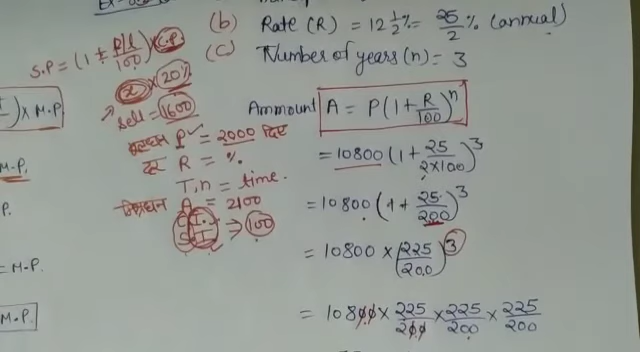 (b) Rate (R) = 12 1/2 % = 25/2 % (annual)
(c) Number of years (n) = 3
S.P = (1 ± P/l/100) × C.P.
x × 20%
sell = 1600
) × M.P
Ammount A = P(1 + R/100)^n
मूलधन P = 2000 दिए
दर R = %
T, n = time.
मिश्रधन A = 2100
C I.
S I. → 100
M.P.
P.
= M.P.
M.P.
= 10800 (1 + 25/2×100)^3
= 10800 (1 + 25/200)^3
= 10800 × (225/200)^3
= 10800 × 225/200 × 225/200 × 225/200